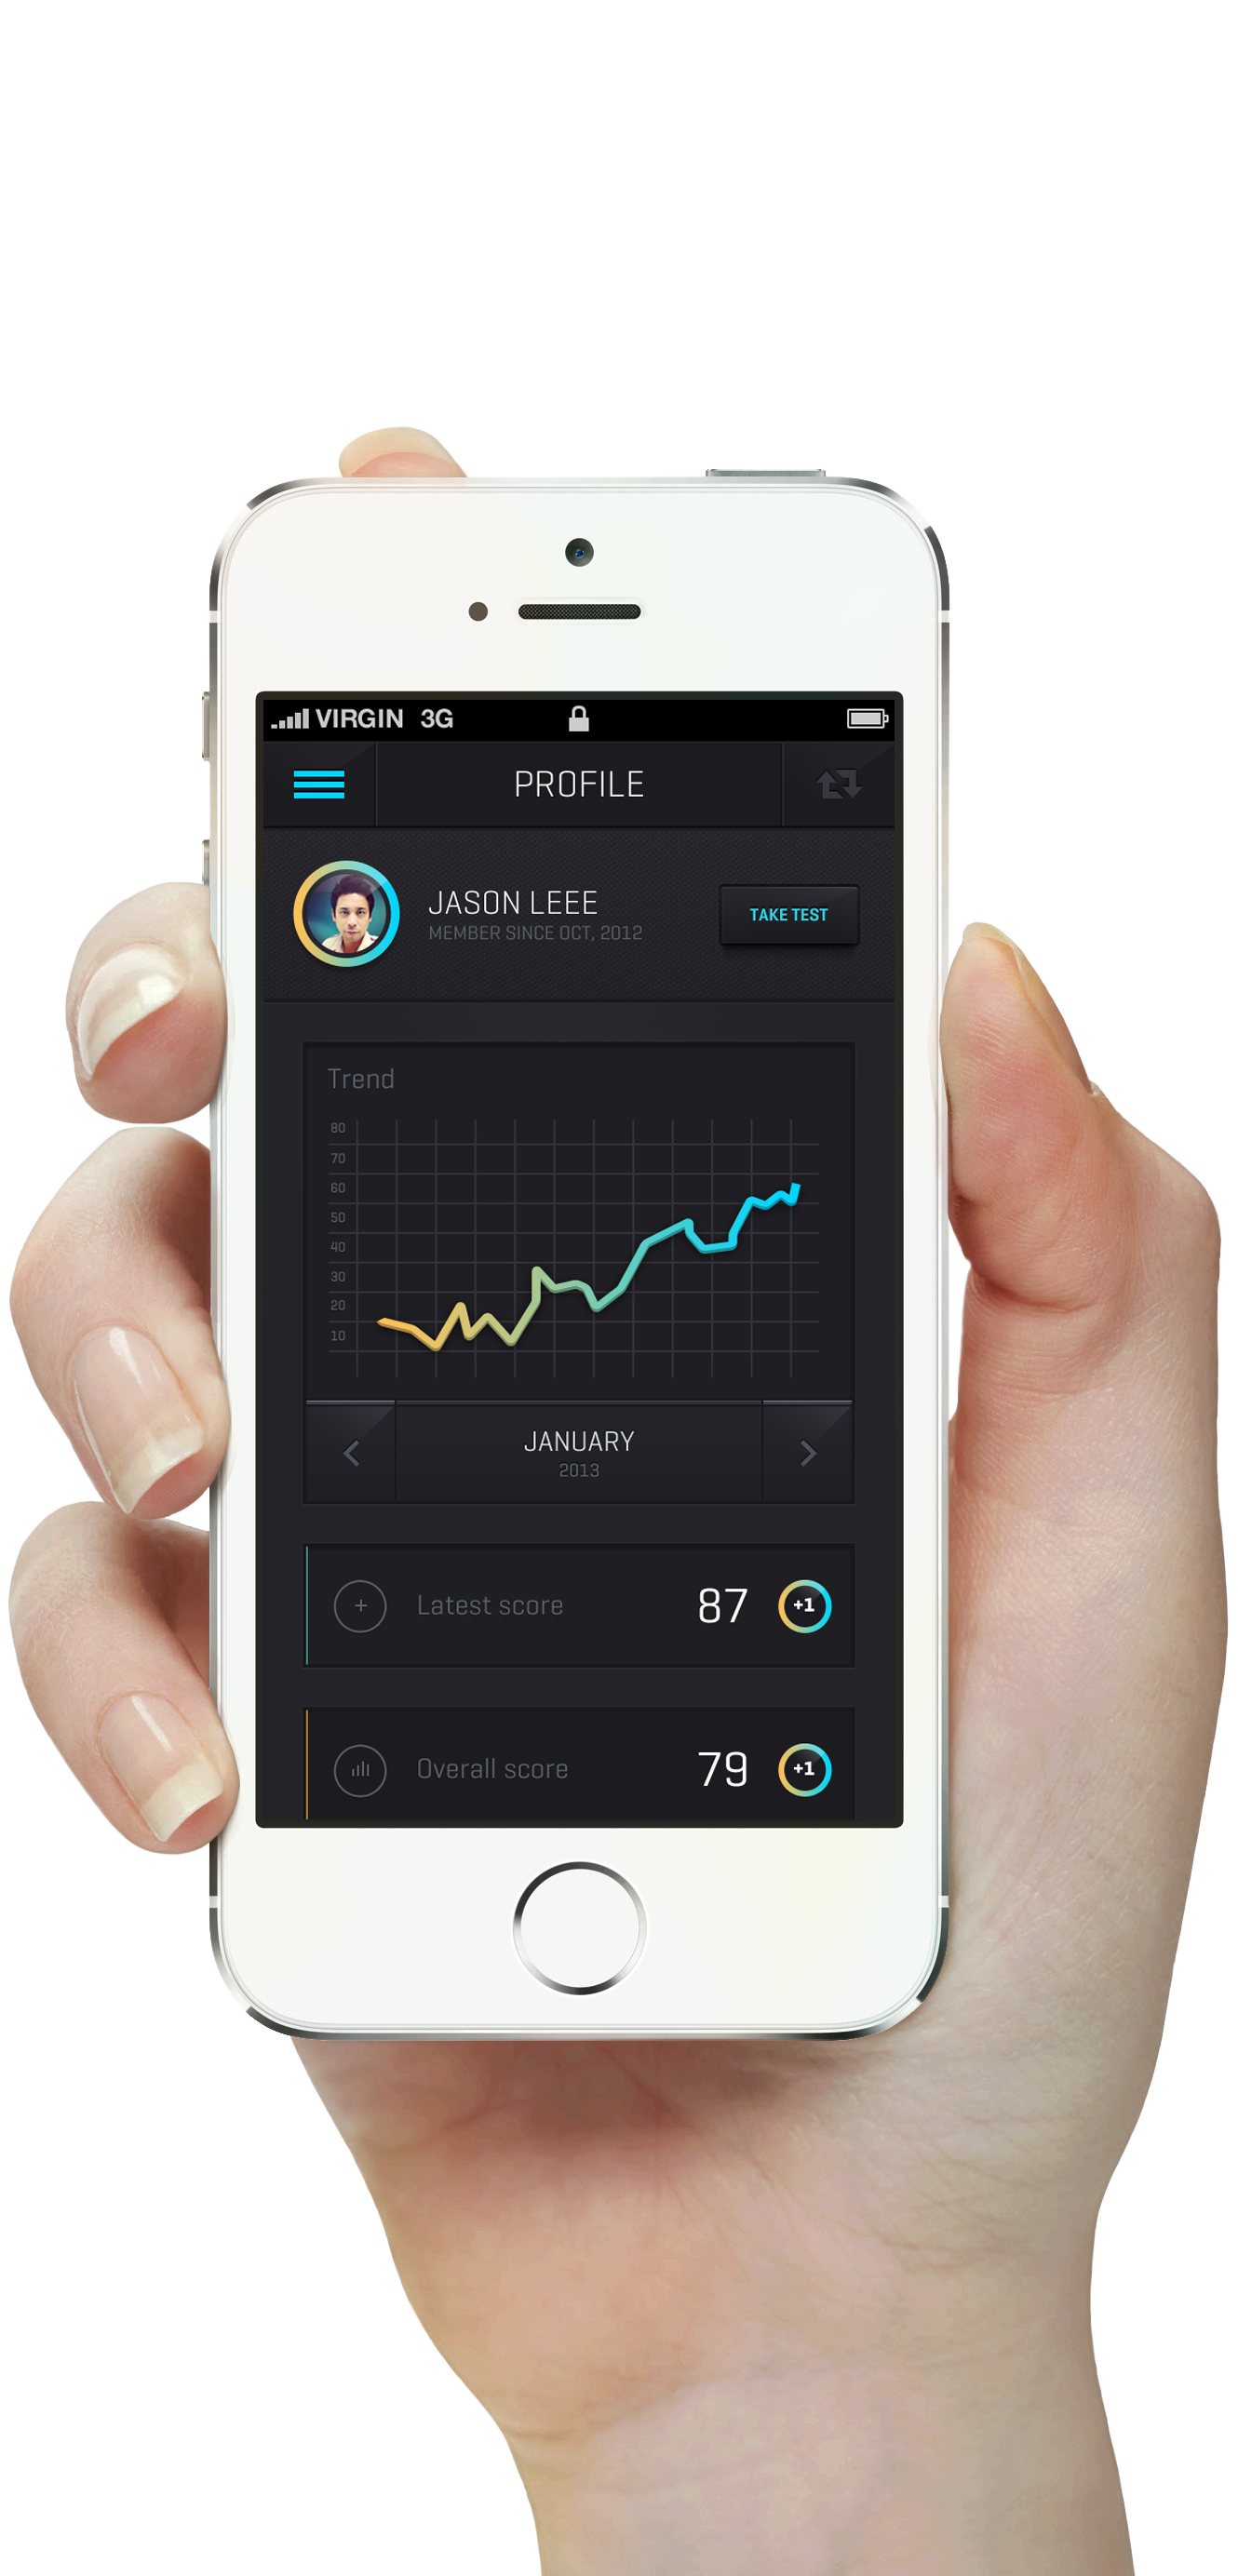 VIRGIN 3G
PROFILE
JASON LEEE
MEMBER SINCE OCT, 2012
TAKE TEST
Trend
80
70
60
50
40
30
20
10
JANUARY
2013
Latest score 87 +1
Overall score 79 +1